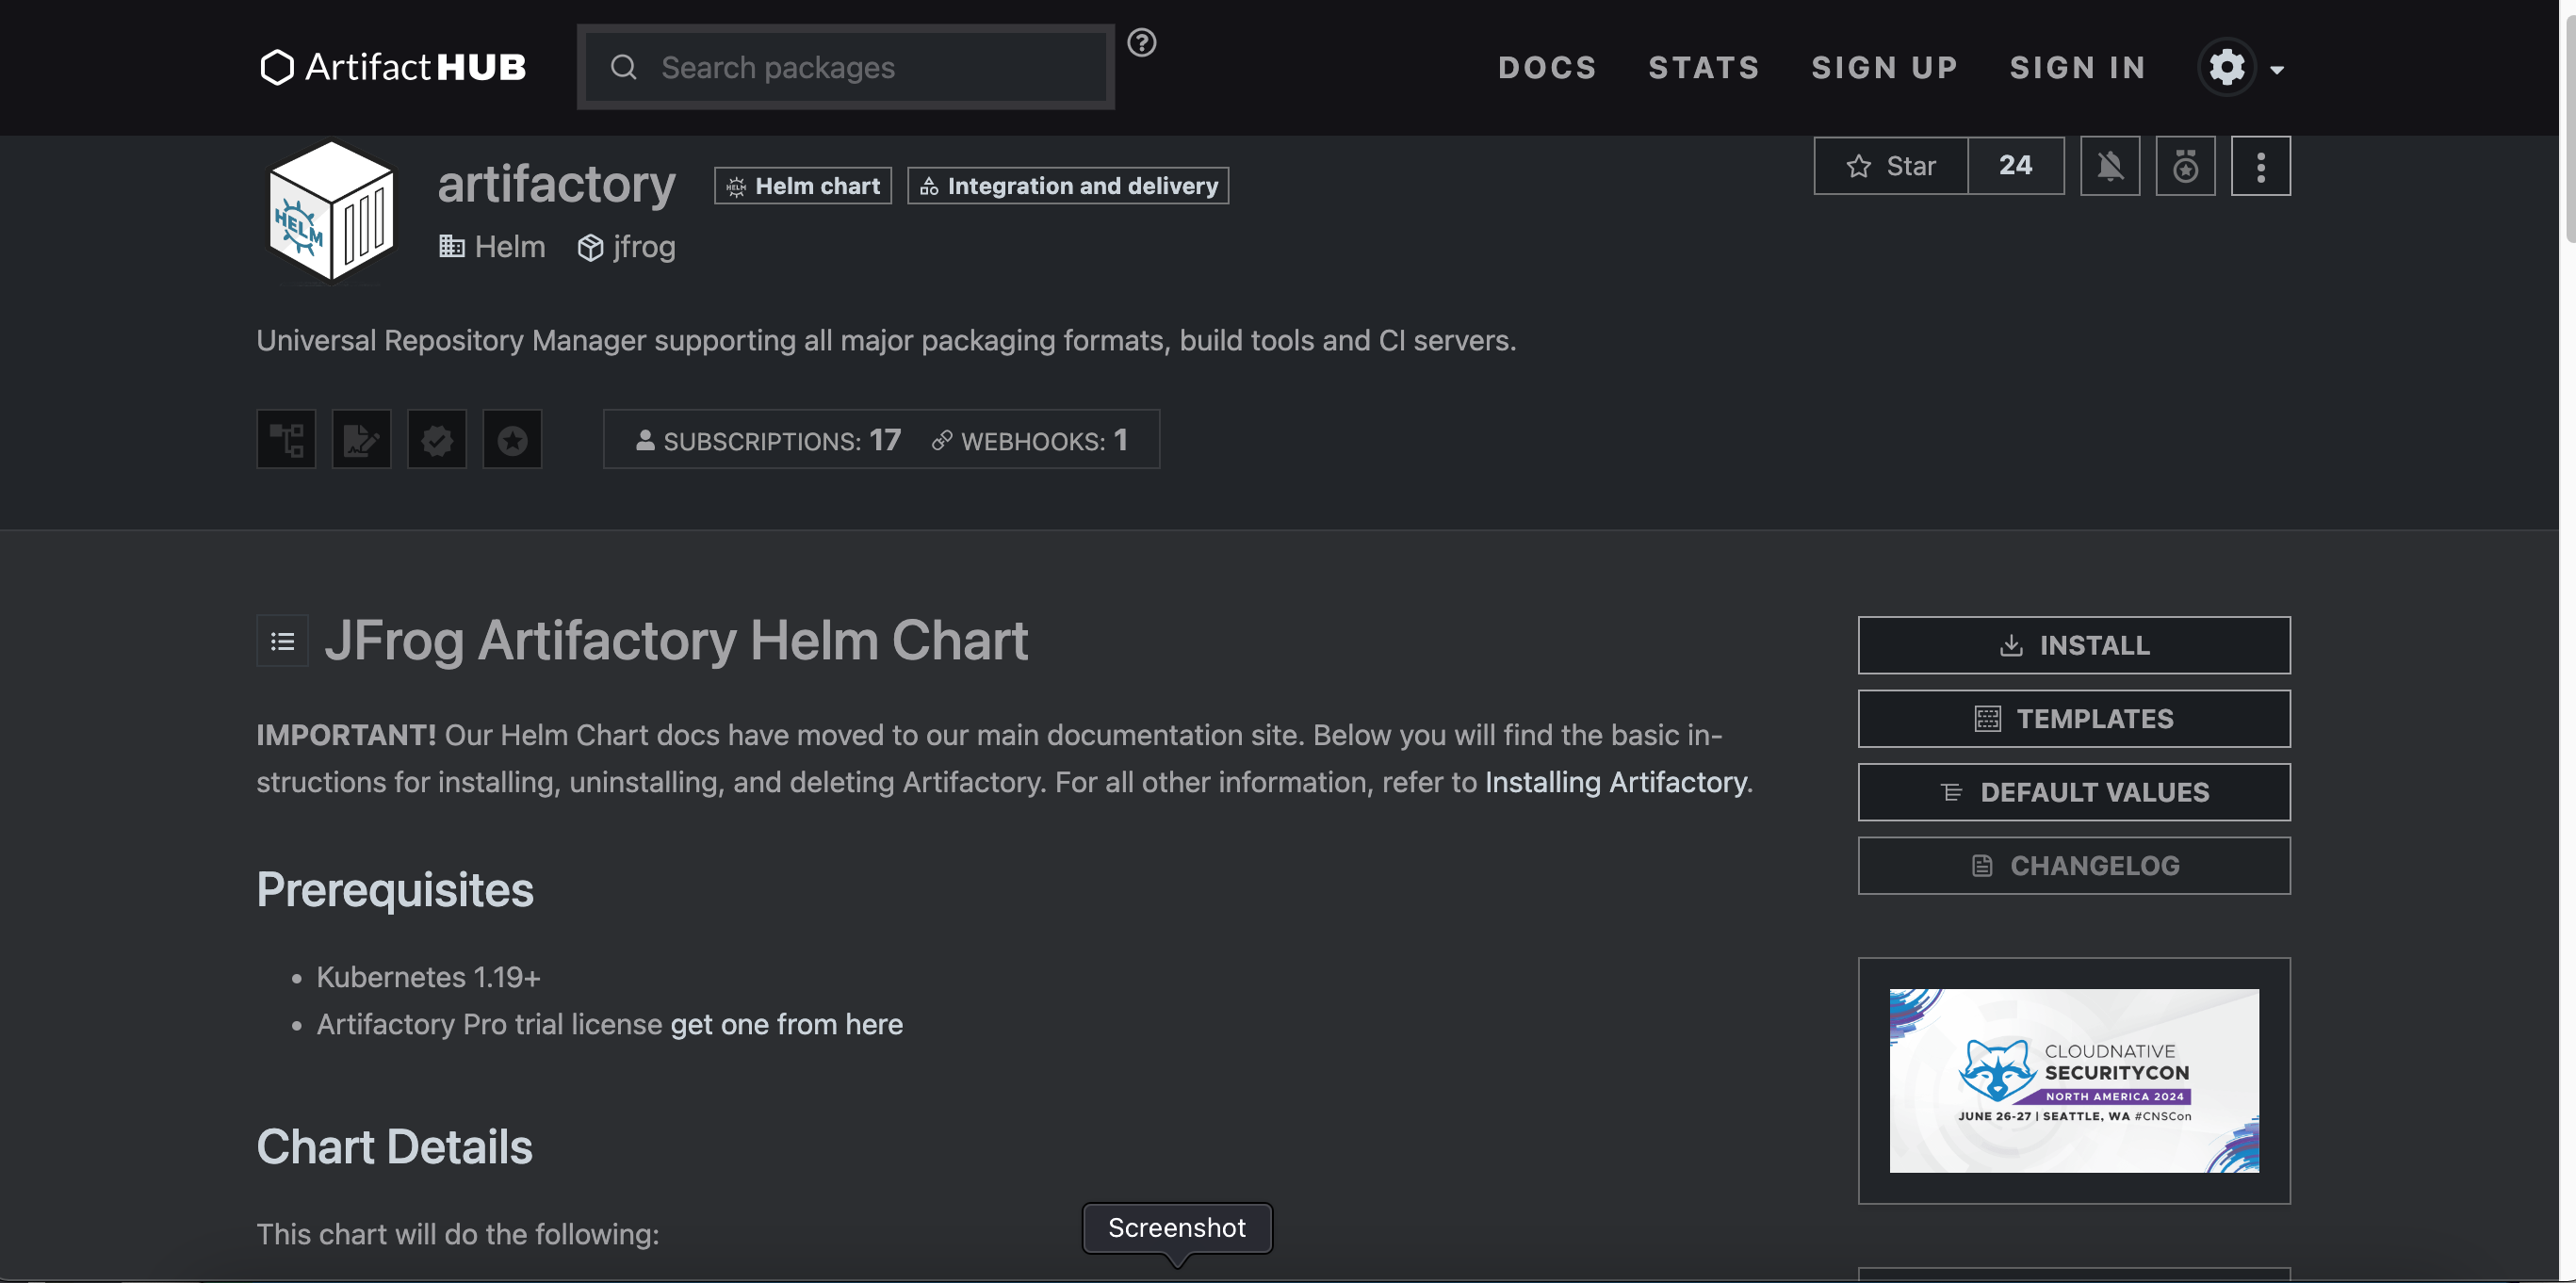 ArtifactHUB
Search packages
DOCS STATS SIGN UP SIGN IN
artifactory
HELM Helm chart
Integration and delivery
Star 24
HELM
Helm jfrog
Universal Repository Manager supporting all major packaging formats, build tools and CI servers.
SUBSCRIPTIONS: 17 WEBHOOKS: 1
JFrog Artifactory Helm Chart
IMPORTANT! Our Helm Chart docs have moved to our main documentation site. Below you will find the basic in-
structions for installing, uninstalling, and deleting Artifactory. For all other information, refer to Installing Artifactory.
Prerequisites
• Kubernetes 1.19+
• Artifactory Pro trial license get one from here
Chart Details
This chart will do the following:
INSTALL
TEMPLATES
DEFAULT VALUES
CHANGELOG
CLOUDNATIVE
SECURITYCON
NORTH AMERICA 2024
JUNE 26-27 | SEATTLE, WA #CNSCon
Screenshot